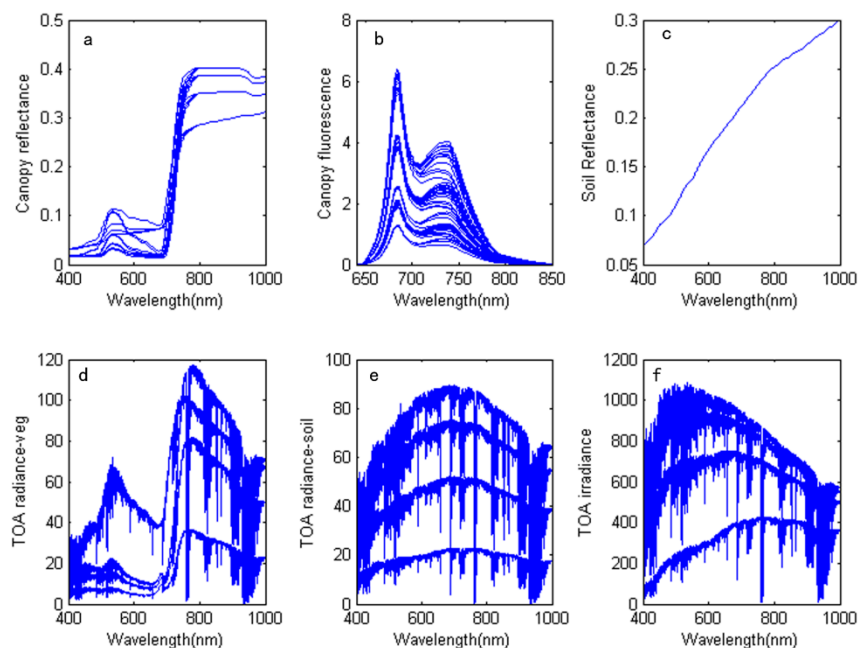 a
Canopy reflectance
0.5
0.4
0.3
0.2
0.1
0
400 600 800 1000
Wavelength(nm)
b
Canopy fluorescence
8
6
4
2
0
650 700 750 800 850
Wavelength(nm)
c
Soil Reflectance
0.3
0.25
0.2
0.15
0.1
0.05
400 600 800 1000
Wavelength(nm)
d
TOA radiance-veg
120
100
80
60
40
20
0
400 600 800 1000
Wavelength(nm)
e
TOA radiance-soil
100
80
60
40
20
0
400 600 800 1000
Wavelength(nm)
f
TOA irradiance
1200
1000
800
600
400
200
0
400 600 800 1000
Wavelength(nm)